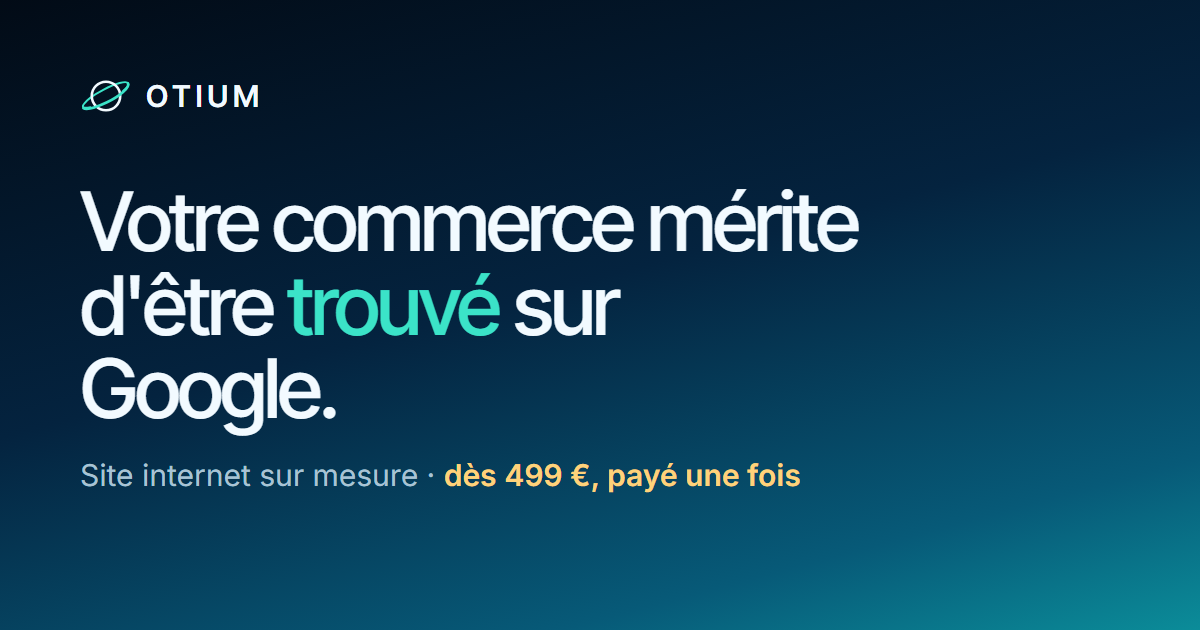 OTIUM
Votre commerce mérite
d'être trouvé sur
Google.
Site internet sur mesure · dès 499 €, payé une fois